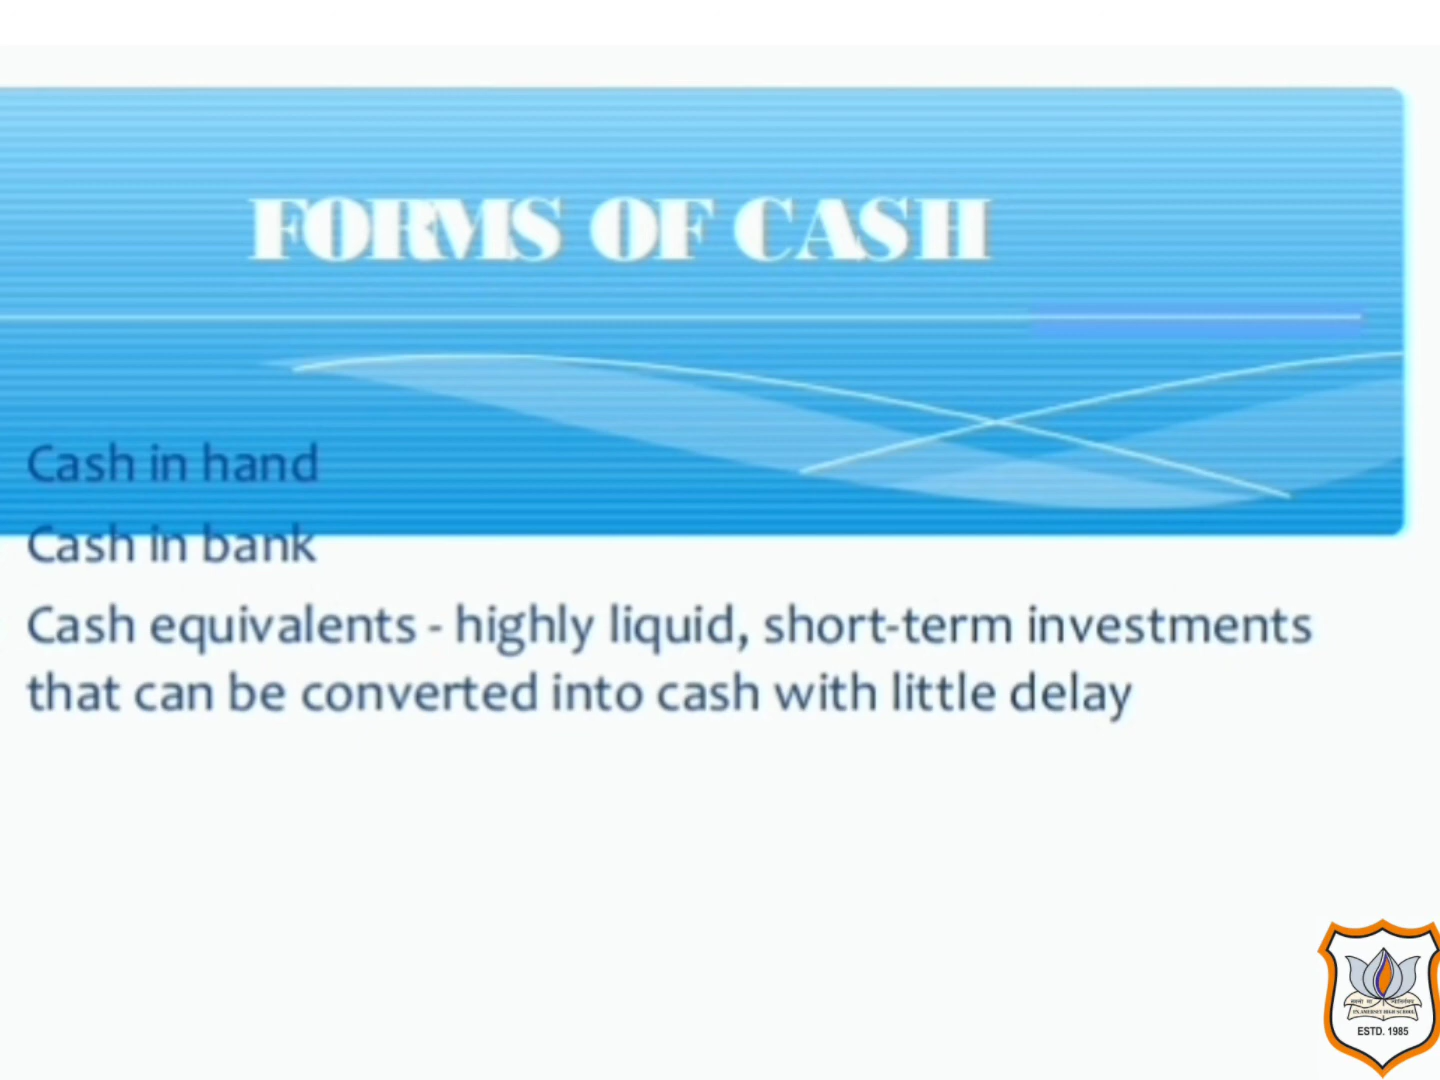 FORMS OF CASH
Cash in hand
Cash in bank
Cash equivalents - highly liquid, short-term investments
that can be converted into cash with little delay
ESTD. 1985